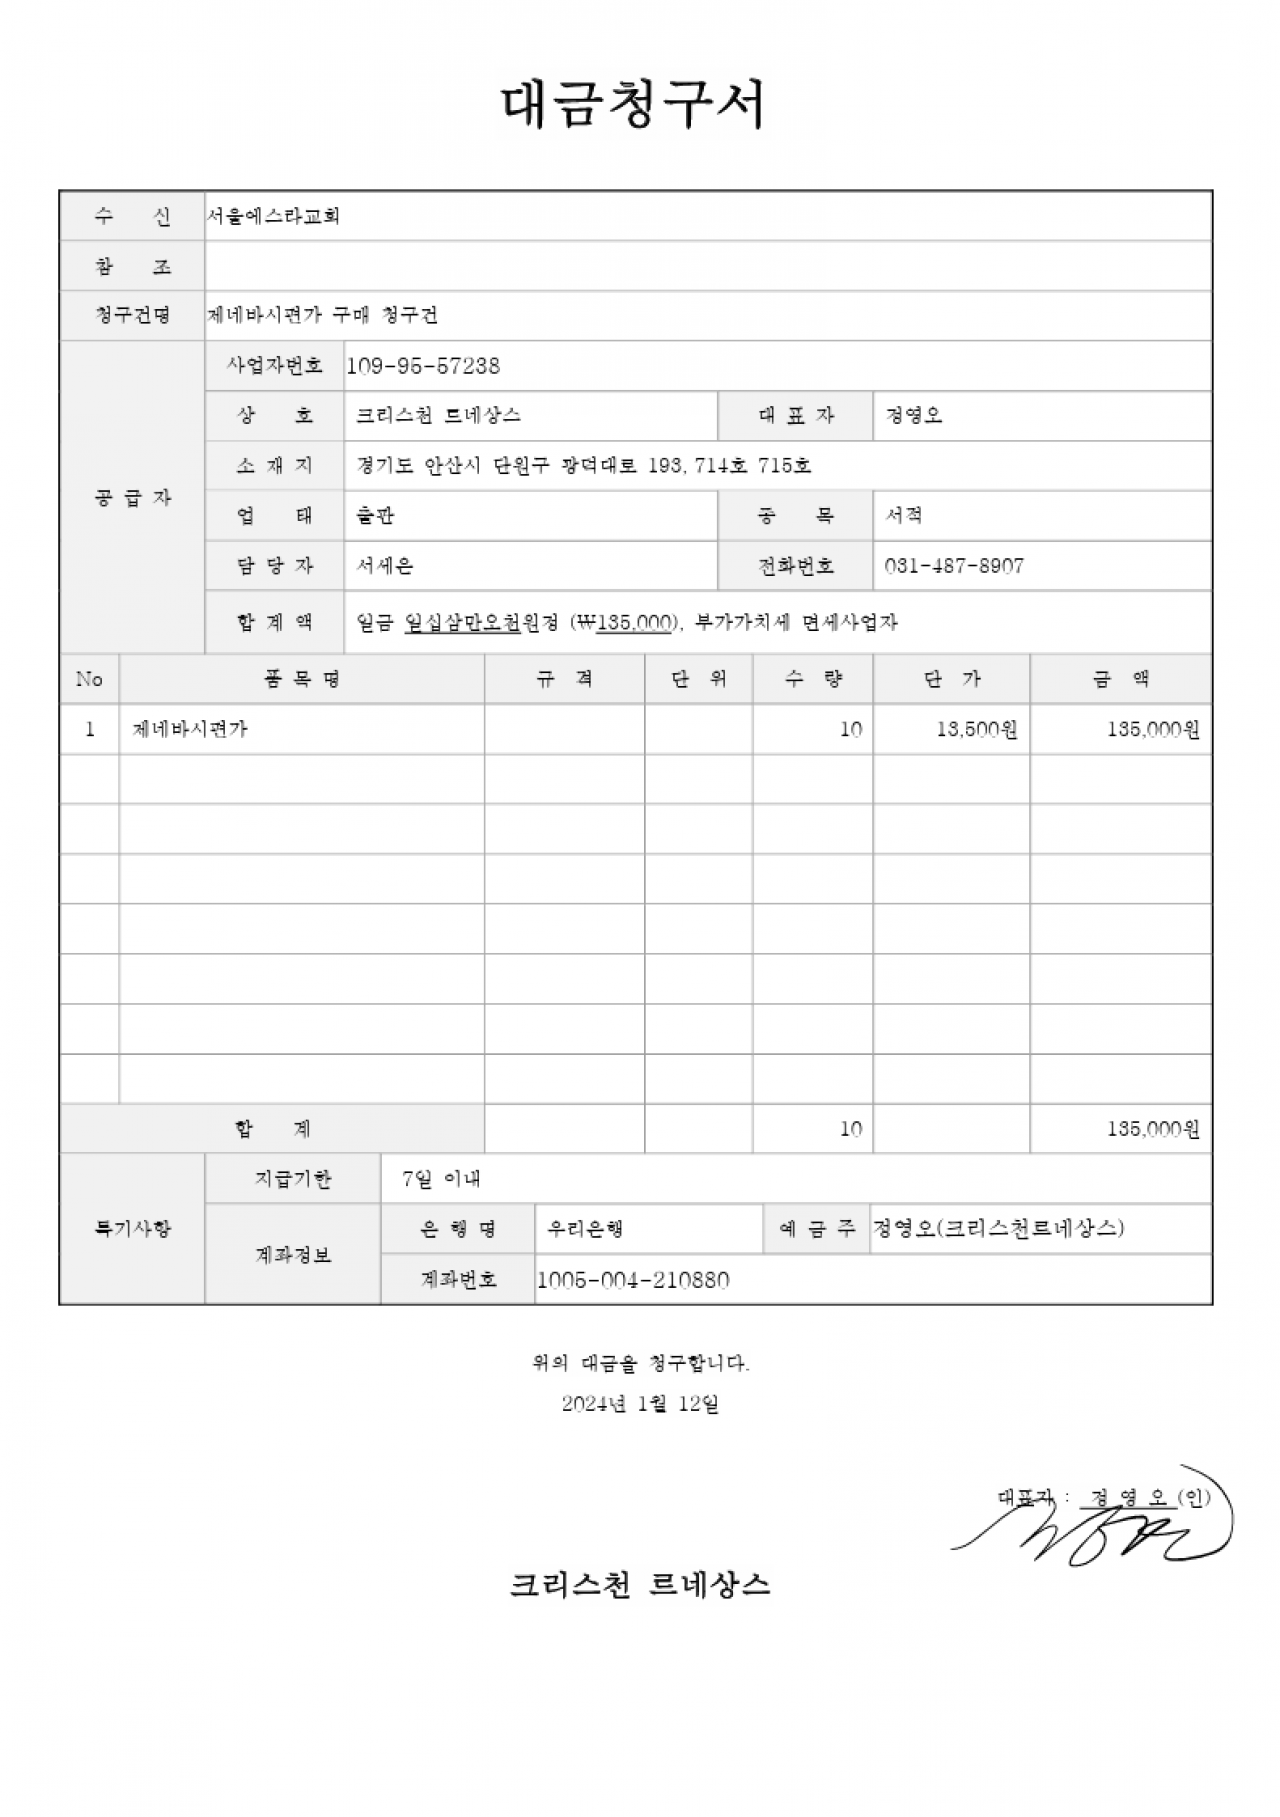 대금청구서
수 신 서울에스라교회
참 조
청구건명 제네바시편가 구매 청구건
공 급 자
사업자번호 109-95-57238
상 호 크리스천 르네상스 대 표 자 정영오
소 재 지 경기도 안산시 단원구 광덕대로 193, 714호 715호
업 태 출판 종 목 서적
담 당 자 서세은 전화번호 031-487-8907
합 계 액 일금 일십삼만오천원정 (₩135,000), 부가가치세 면세사업자
No 품 목 명 규 격 단 위 수 량 단 가 금 액
1 제네바시편가 10 13,500원 135,000원
합 계 10 135,000원
특기사항
지급기한 7일 이내
계좌정보
은 행 명 우리은행 예 금 주 정영오(크리스천르네상스)
계좌번호 1005-004-210880
위의 대금을 청구합니다.
2024년 1월 12일
대표자 : 정 영 오 (인)
크리스천 르네상스